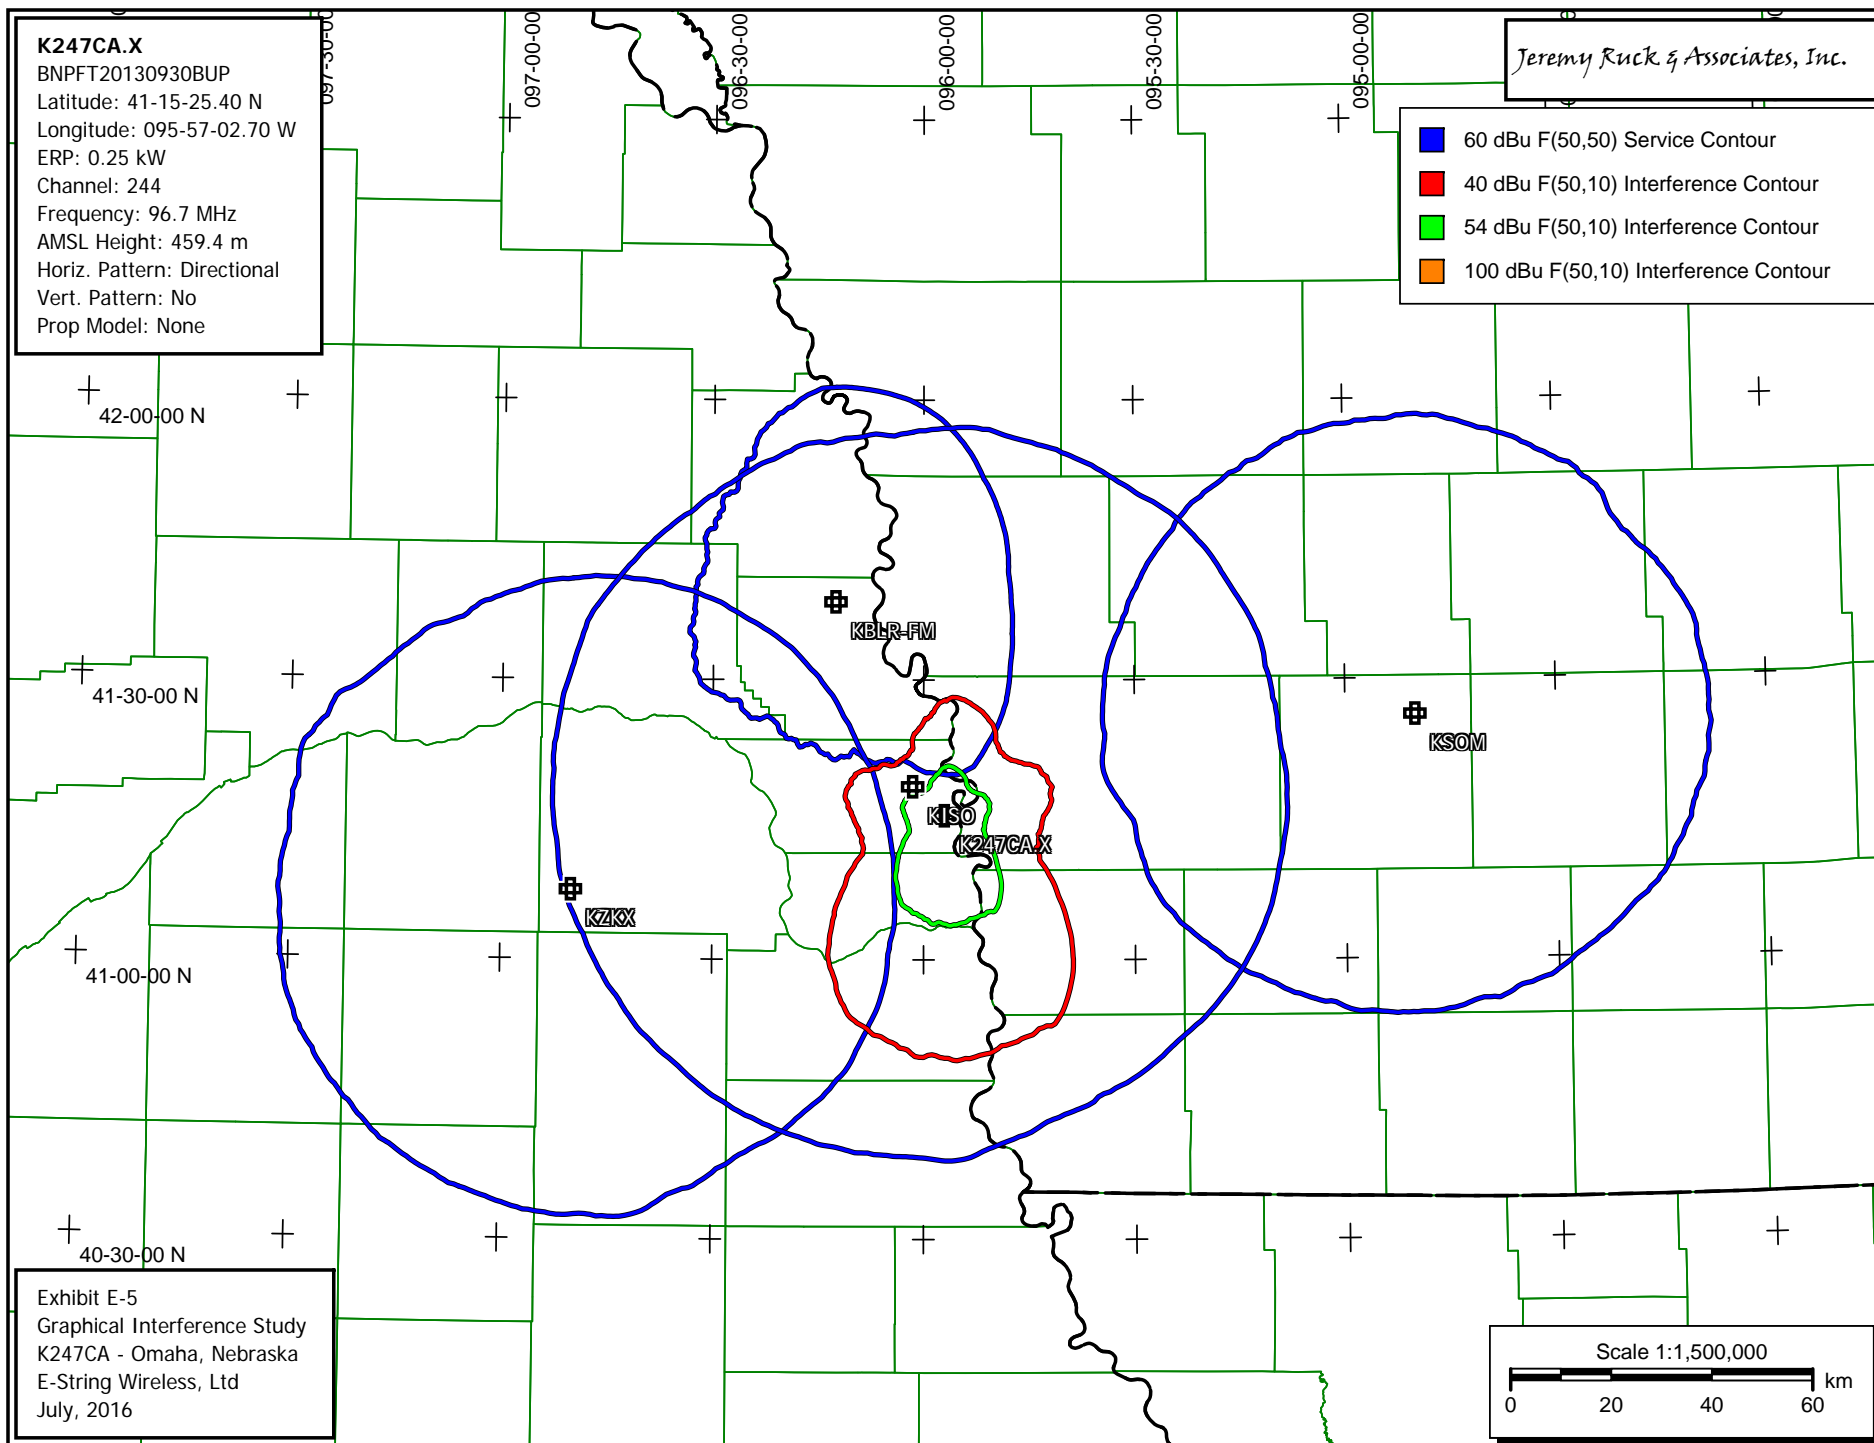 K247CA.X
BNPFT20130930BUP
Latitude: 41-15-25.40 N
Longitude: 095-57-02.70 W
ERP: 0.25 kW
Channel: 244
Frequency: 96.7 MHz
AMSL Height: 459.4 m
Horiz. Pattern: Directional
Vert. Pattern: No
Prop Model: None
097-30-00
097-00-00
096-30-00
096-00-00
095-30-00
095-00-00
Jeremy Ruck & Associates, Inc.
60 dBu F(50,50) Service Contour
40 dBu F(50,10) Interference Contour
54 dBu F(50,10) Interference Contour
100 dBu F(50,10) Interference Contour
42-00-00 N
KBLR-FM
41-30-00 N
KSOM
KISO
K247CA.X
KZKX
41-00-00 N
40-30-00 N
Exhibit E-5
Graphical Interference Study
K247CA - Omaha, Nebraska
E-String Wireless, Ltd
July, 2016
Scale 1:1,500,000
km
0 20 40 60